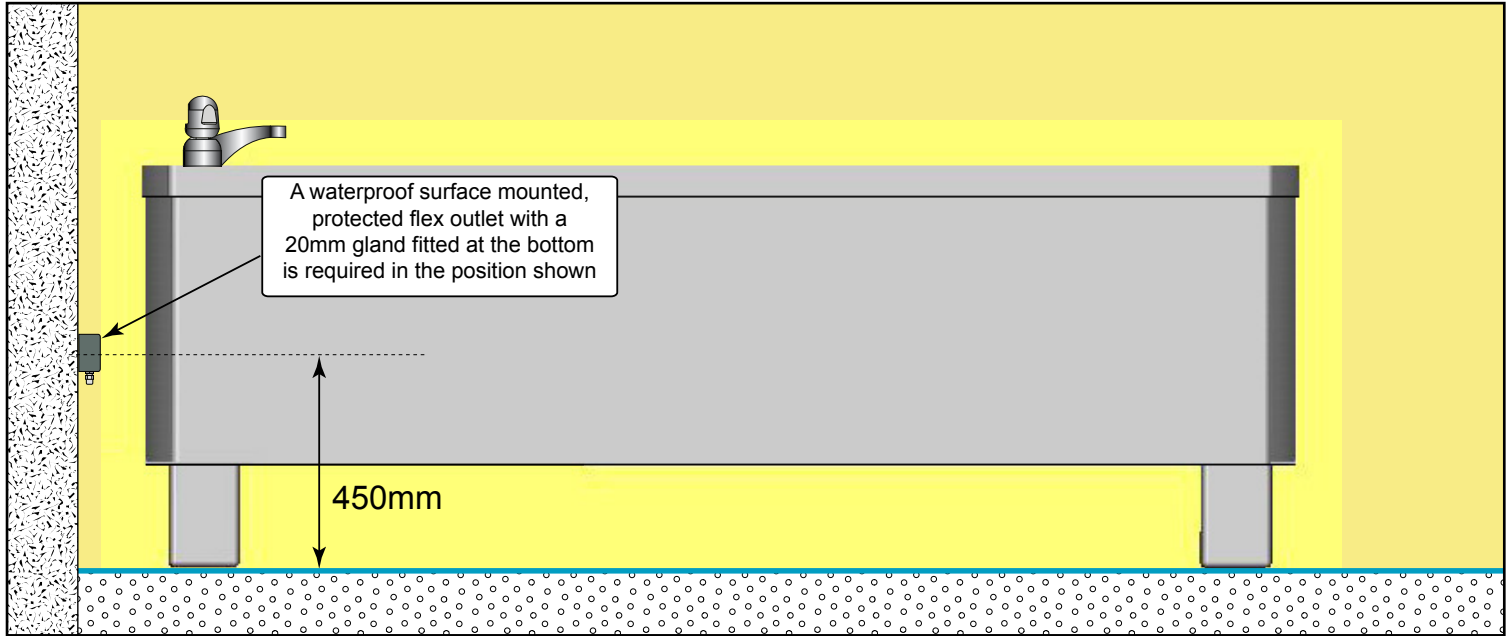 A waterproof surface mounted,
protected flex outlet with a
20mm gland fitted at the bottom
is required in the position shown
450mm